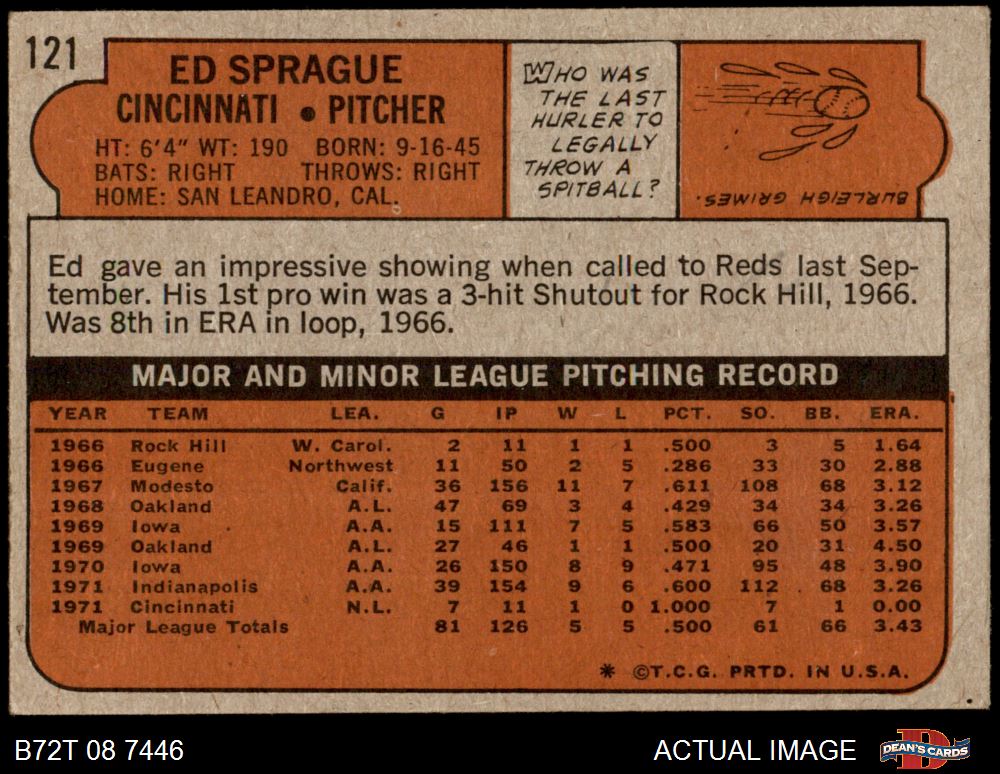 121
ED SPRAGUE
CINCINNATI • PITCHER
HT: 6'4" WT: 190 BORN: 9-16-45
BATS: RIGHT THROWS: RIGHT
HOME: SAN LEANDRO, CAL.
WHO WAS
THE LAST
HURLER TO
LEGALLY
THROW A
SPITBALL?
BURLEIGH GRIMES.
Ed gave an impressive showing when called to Reds last Sep-
tember. His 1st pro win was a 3-hit Shutout for Rock Hill, 1966.
Was 8th in ERA in loop, 1966.
MAJOR AND MINOR LEAGUE PITCHING RECORD
YEAR TEAM LEA. G IP W L PCT. SO. BB. ERA.
1966 Rock Hill W. Carol. 2 11 1 1 .500 3 5 1.64
1966 Eugene Northwest 11 50 2 5 .286 33 30 2.88
1967 Modesto Calif. 36 156 11 7 .611 108 68 3.12
1968 Oakland A.L. 47 69 3 4 .429 34 34 3.26
1969 Iowa A.A. 15 111 7 5 .583 66 50 3.57
1969 Oakland A.L. 27 46 1 1 .500 20 31 4.50
1970 Iowa A.A. 26 150 8 9 .471 95 48 3.90
1971 Indianapolis A.A. 39 154 9 6 .600 112 68 3.26
1971 Cincinnati N.L. 7 11 1 0 1.000 7 1 0.00
Major League Totals 81 126 5 5 .500 61 66 3.43
* ©T.C.G. PRTD. IN U.S.A.
B72T 08 7446 ACTUAL IMAGE
DEAN'S CARDS